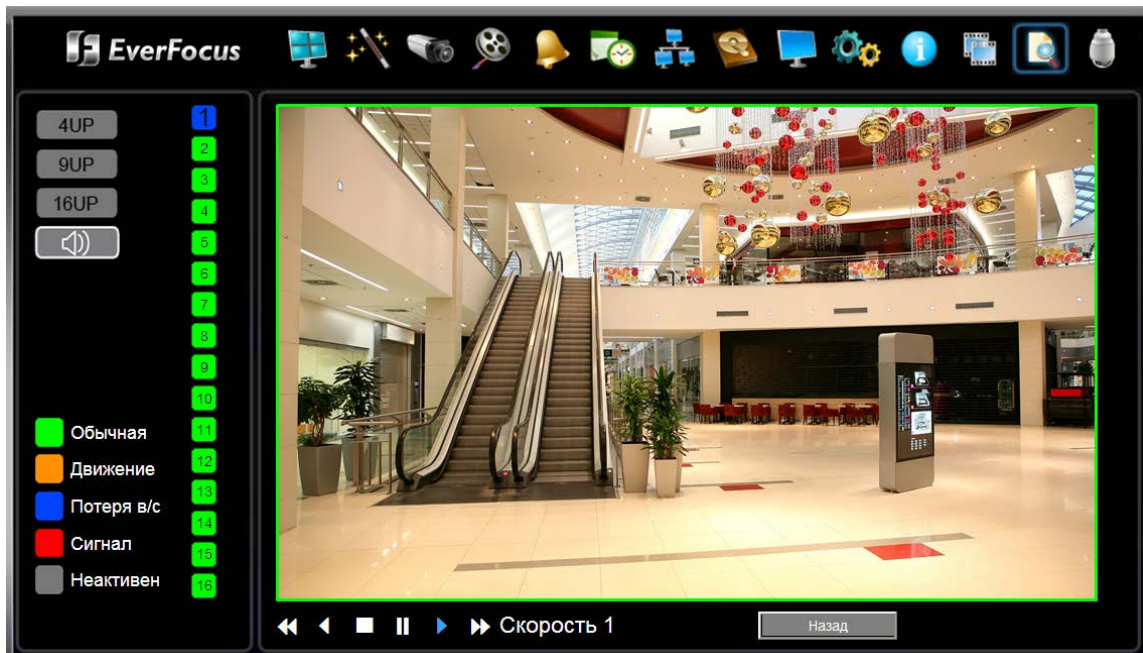 EverFocus
4UP
9UP
16UP
1
2
3
4
5
6
7
8
9
10
11
12
13
14
15
16
Обычная
Движение
Потеря в/с
Сигнал
Неактивен
Скорость 1
Назад